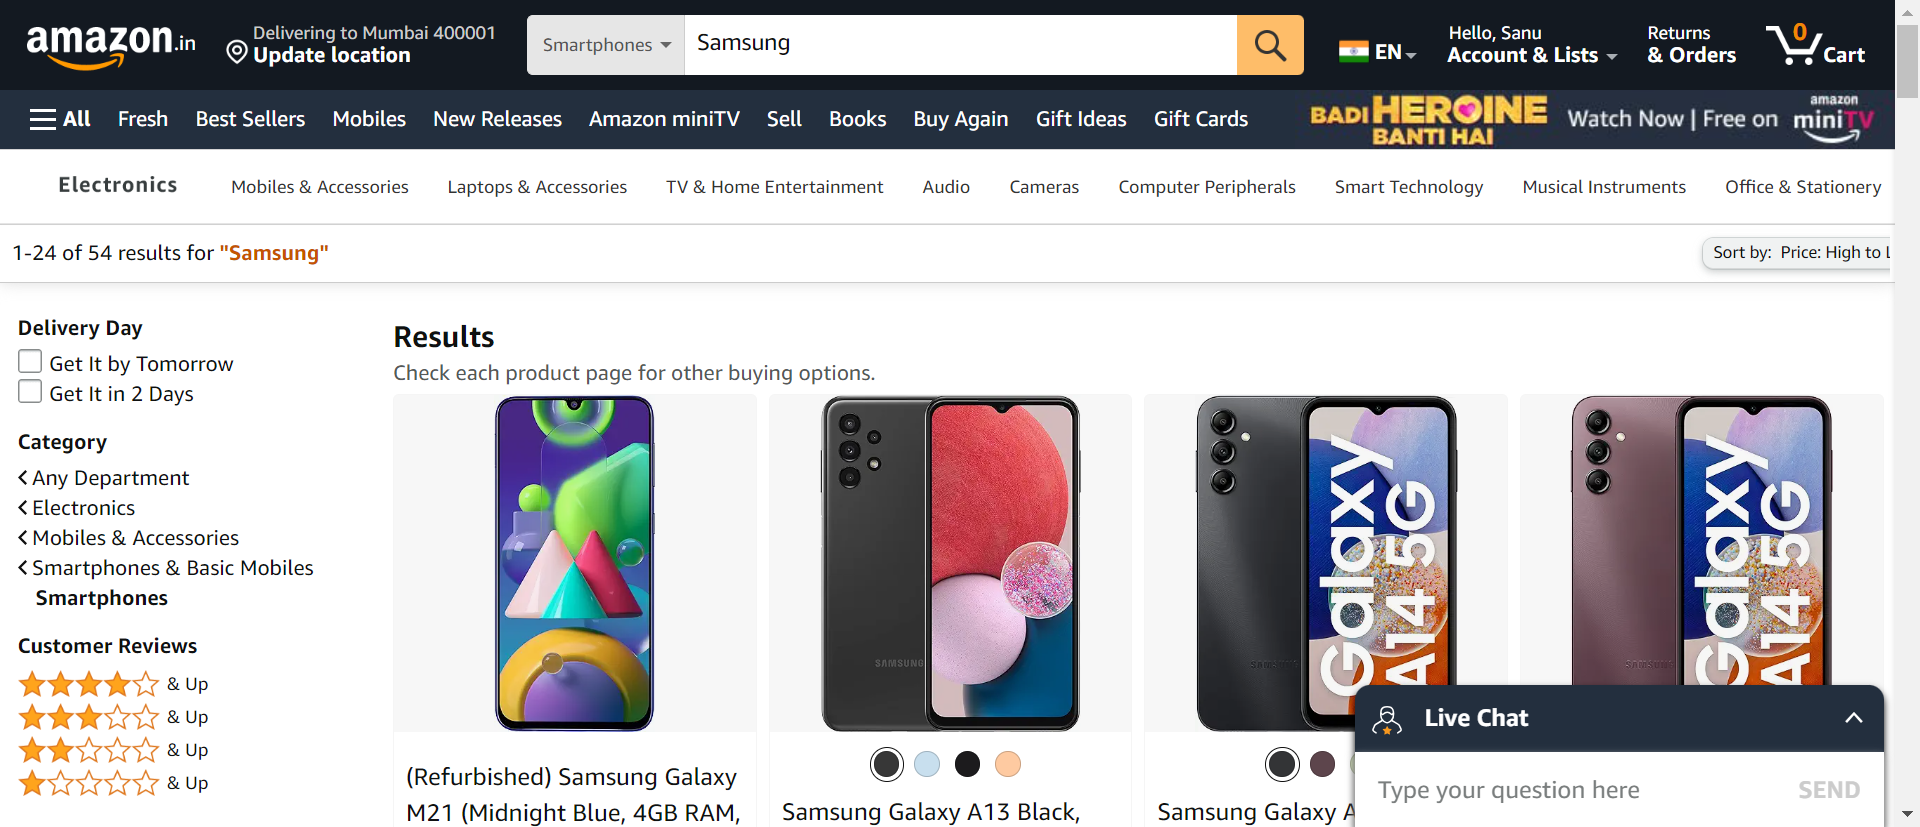 amazon.in
Delivering to Mumbai 400001
Update location
Smartphones
Samsung
EN
Hello, Sanu
Account & Lists
Returns
& Orders
0
Cart
All
Fresh
Best Sellers
Mobiles
New Releases
Amazon miniTV
Sell
Books
Buy Again
Gift Ideas
Gift Cards
BADI HEROINE
BANTI HAI
Watch Now | Free on
amazon
miniTV
Electronics
Mobiles & Accessories
Laptops & Accessories
TV & Home Entertainment
Audio
Cameras
Computer Peripherals
Smart Technology
Musical Instruments
Office & Stationery
1-24 of 54 results for "Samsung"
Sort by: Price: High to L
Delivery Day
Get It by Tomorrow
Get It in 2 Days
Category
Any Department
Electronics
Mobiles & Accessories
Smartphones & Basic Mobiles
Smartphones
Customer Reviews
& Up
& Up
& Up
& Up
Results
Check each product page for other buying options.
SAMSUNG
Galaxy
A14 5G
Galaxy
A14 5G
(Refurbished) Samsung Galaxy
M21 (Midnight Blue, 4GB RAM,
Samsung Galaxy A13 Black,
Samsung Galaxy A
Live Chat
Type your question here
SEND